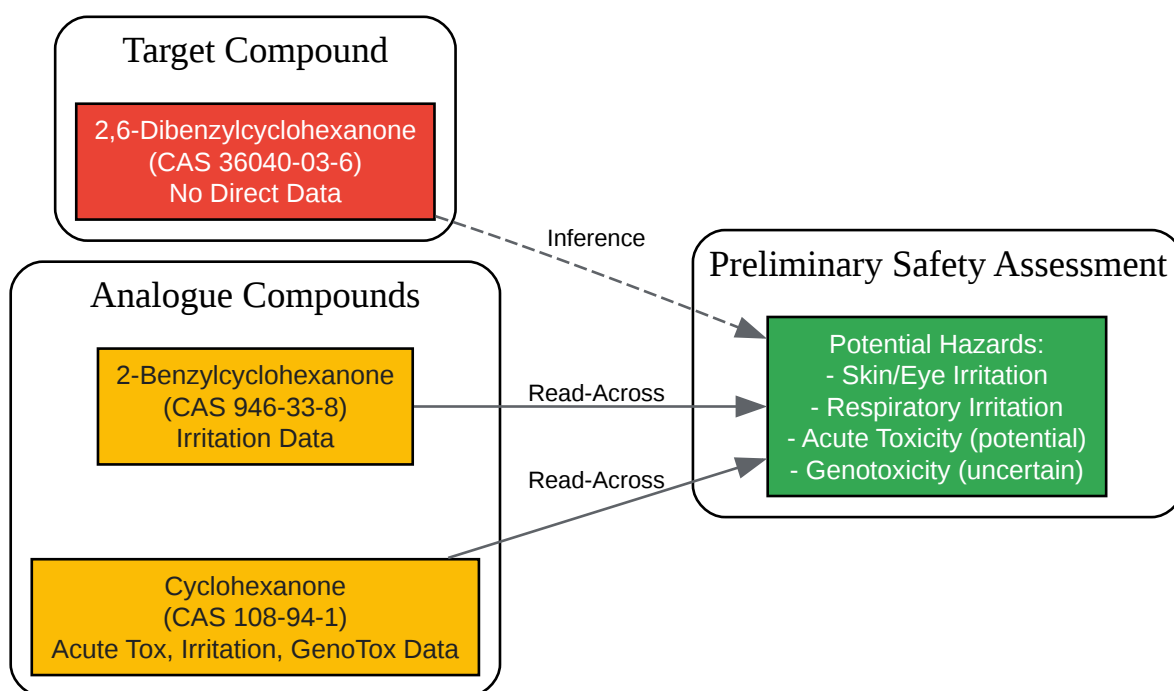 Target Compound
2,6-Dibenzylcyclohexanone
(CAS 36040-03-6)
No Direct Data
Inference
Analogue Compounds
2-Benzylcyclohexanone
(CAS 946-33-8)
Irritation Data
Read-Across
Read-Across
Cyclohexanone
(CAS 108-94-1)
Acute Tox, Irritation, GenoTox Data
Preliminary Safety Assessment
Potential Hazards:
- Skin/Eye Irritation
- Respiratory Irritation
- Acute Toxicity (potential)
- Genotoxicity (uncertain)